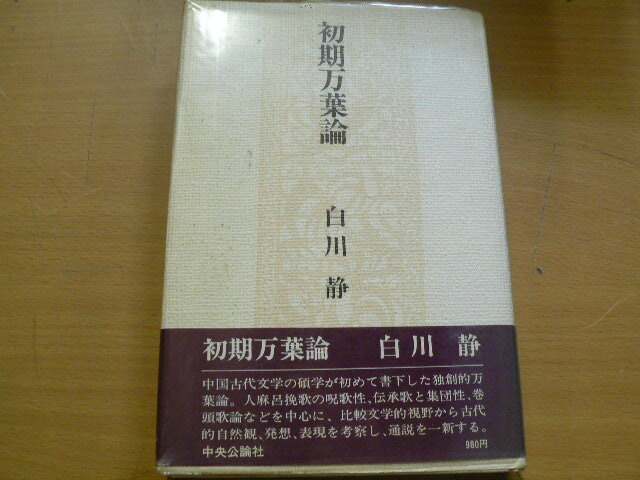 初期万葉論
白川 静
初期万葉論 白川 静
中国古代文学の碩学が初めて書下した独創的万
葉論。人麻呂挽歌の呪歌性、伝承歌と集団性、巻
頭歌論などを中心に、比較文学的視野から古代
的自然観、発想、表現を考察し、通説を一新する。
中央公論社 980円